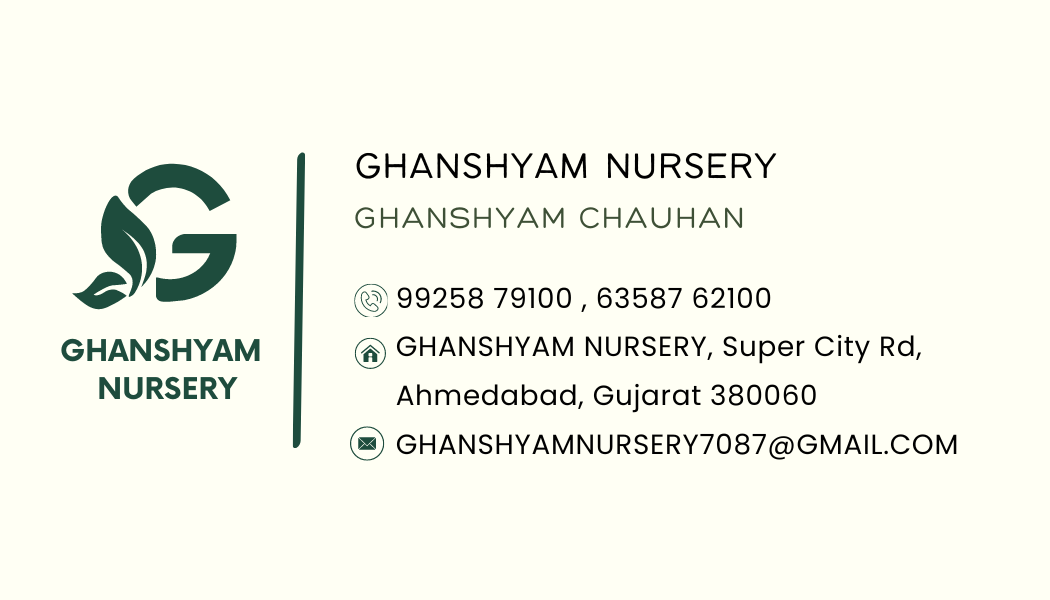 GHANSHYAM
NURSERY
GHANSHYAM NURSERY
GHANSHYAM CHAUHAN
99258 79100 , 63587 62100
GHANSHYAM NURSERY, Super City Rd,
Ahmedabad, Gujarat 380060
GHANSHYAMNURSERY7087@GMAIL.COM